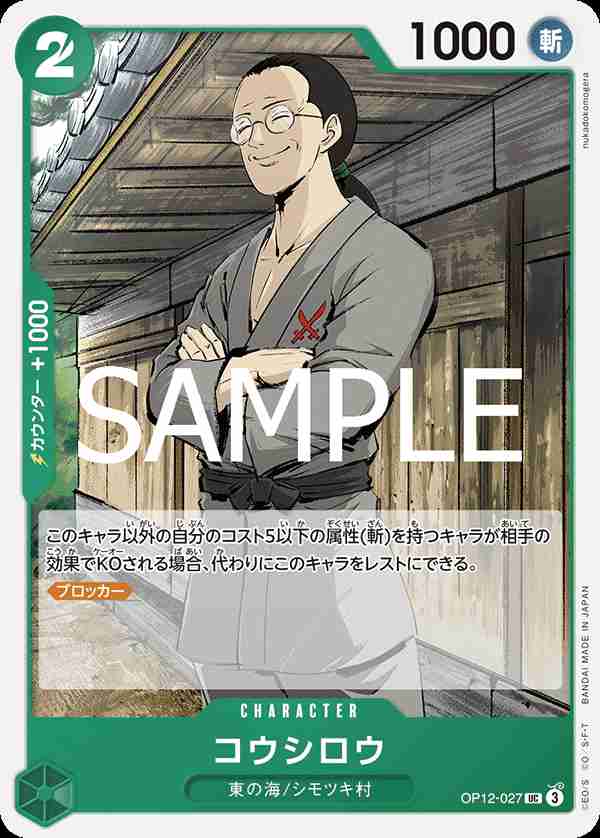 2
1000
斬
nukadokomogera
カウンター +1000
SAMPLE
このキャラ以外の自分のコスト5以下の属性(斬)を持つキャラが相手の
効果でKOされる場合、代わりにこのキャラをレストにできる。
ブロッカー
CHARACTER
コウシロウ
東の海/シモツキ村
OP12-027 UC 3
©E.O/S ©O/S・F・T BANDAI MADE IN JAPAN